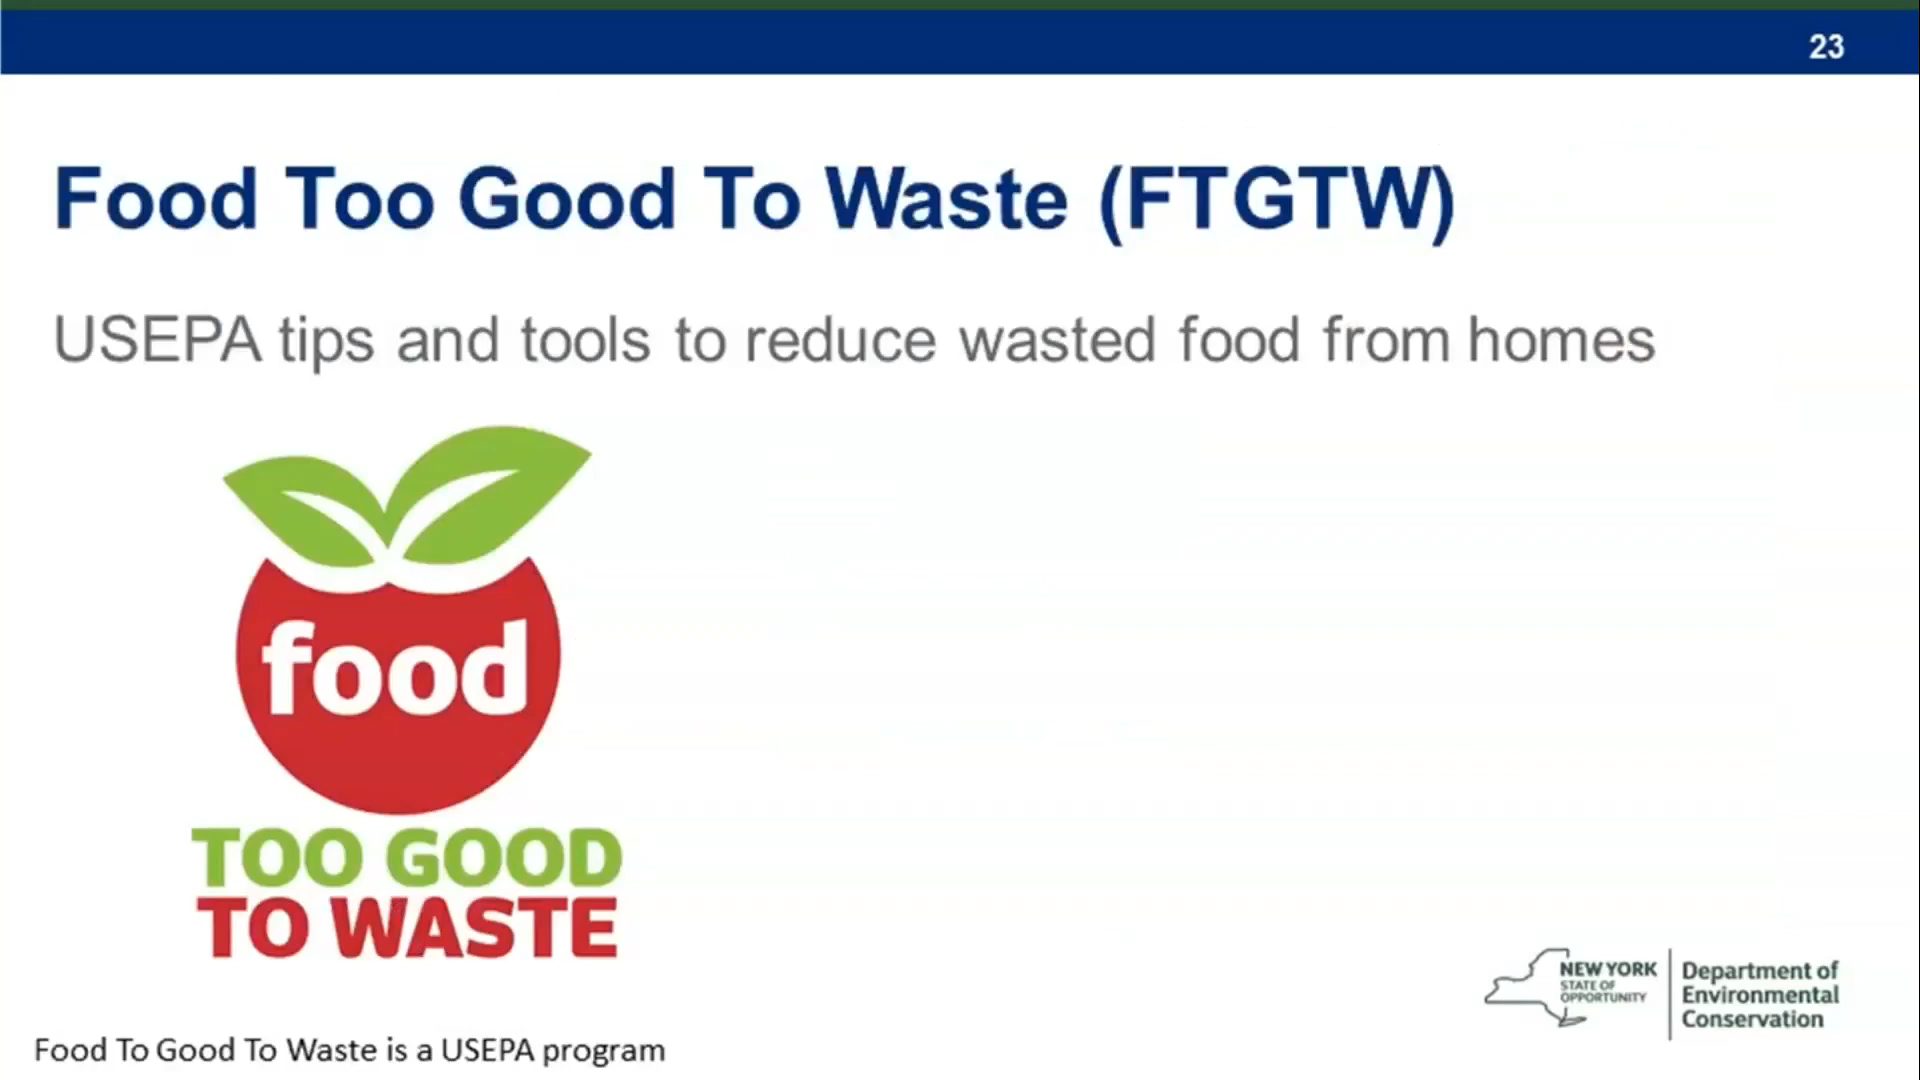 23
Food Too Good To Waste (FTGTW)
USEPA tips and tools to reduce wasted food from homes
food
TOO GOOD
TO WASTE
NEW YORK
STATE OF
OPPORTUNITY
Department of
Environmental
Conservation
Food To Good To Waste is a USEPA program